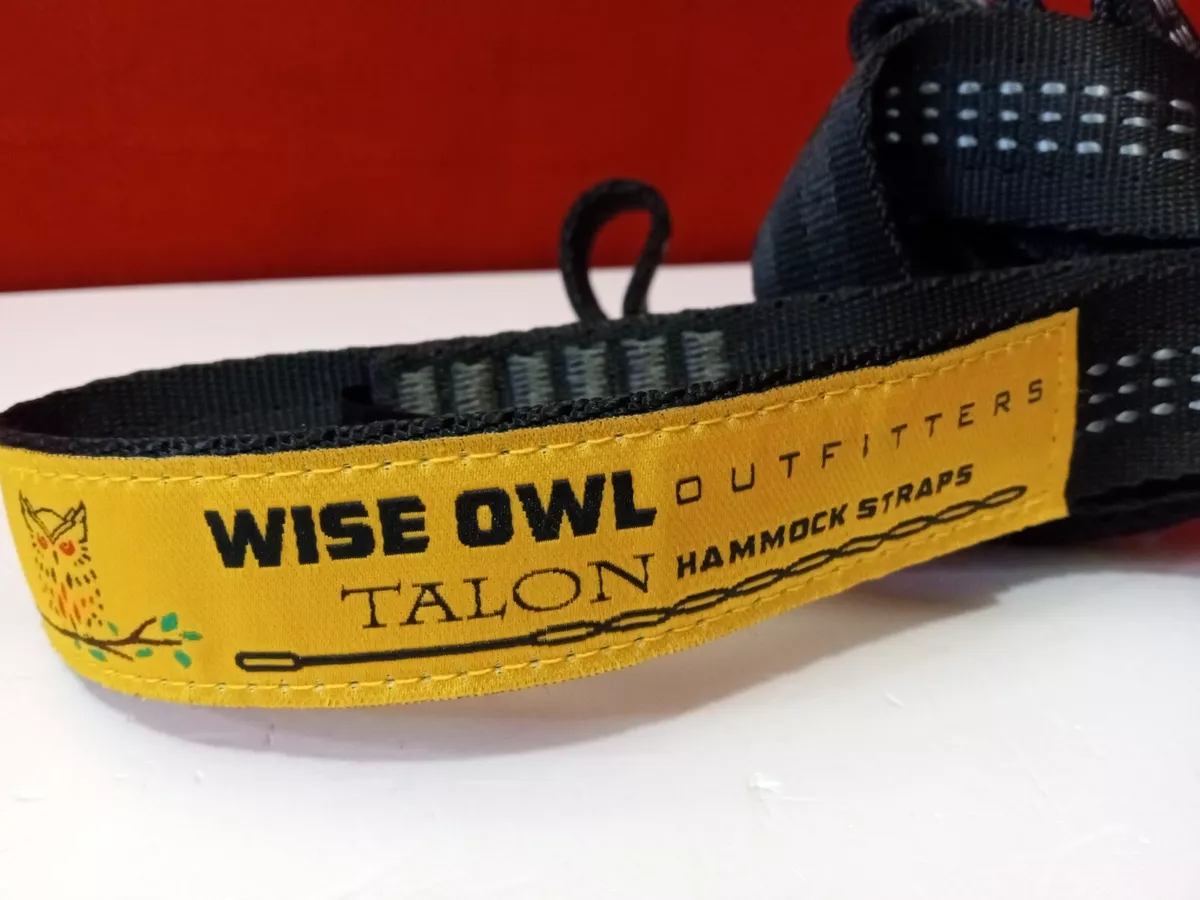 WISE OWL OUTFITTERS
TALON HAMMOCK STRAPS